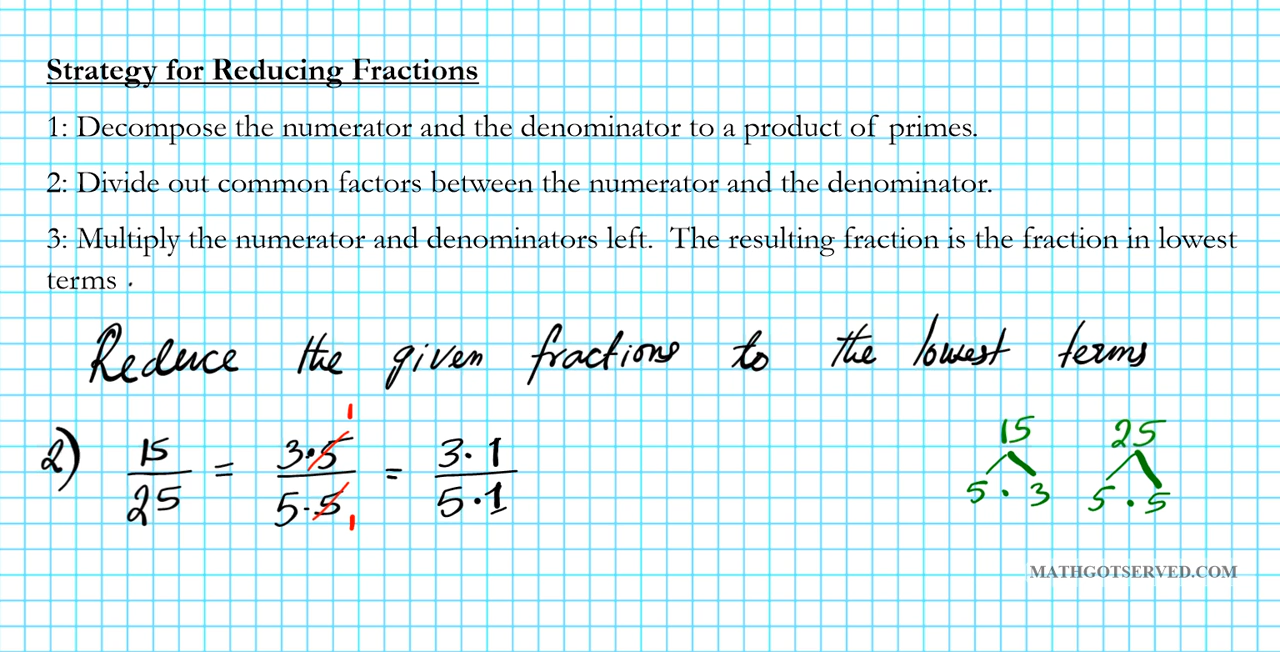 Strategy for Reducing Fractions
1: Decompose the numerator and the denominator to a product of primes.
2: Divide out common factors between the numerator and the denominator.
3: Multiply the numerator and denominators left.  The resulting fraction is the fraction in lowest
terms .
Reduce the given fractions to the lowest terms
2) 15/25 = 3·5/5·5 = 3·1/5·1
1
1
15 25
5 · 3 5 · 5
MATHGOTSERVED.COM